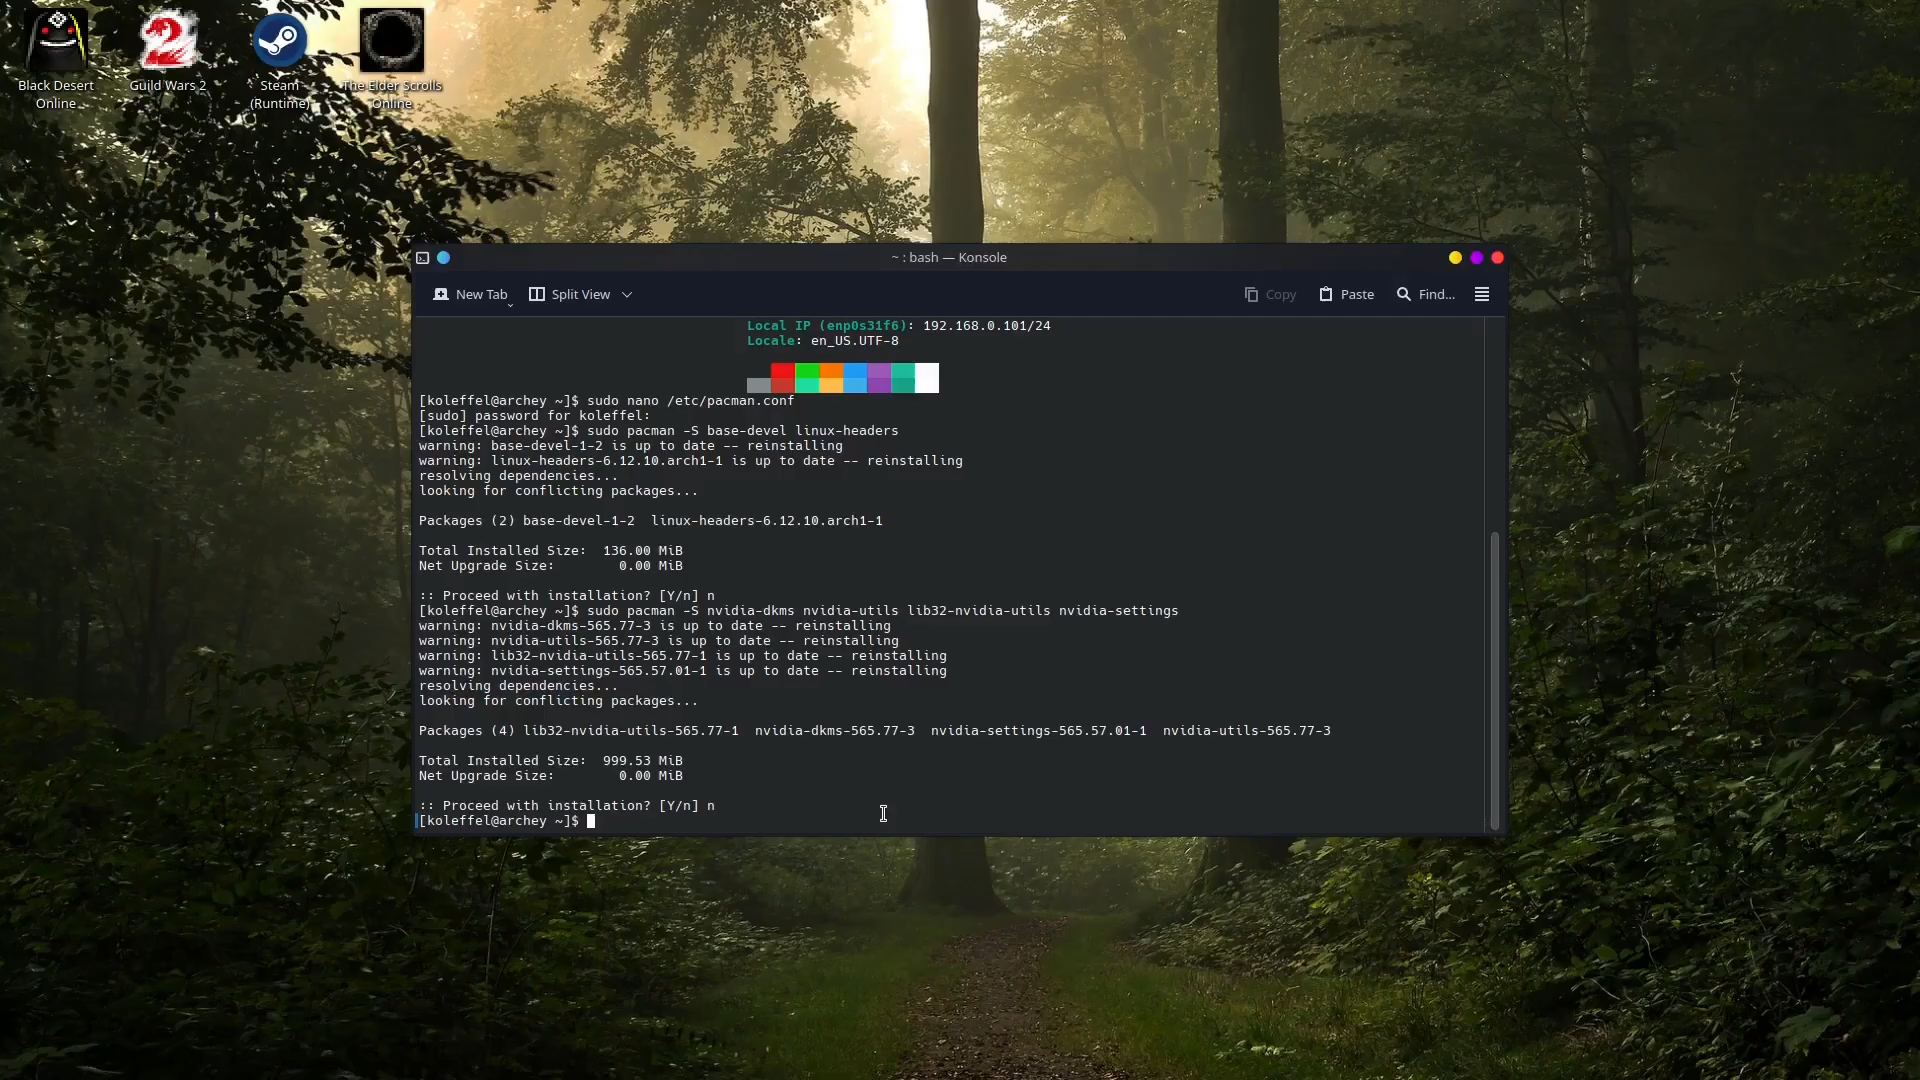 Black Desert
Online
Guild Wars 2
Steam
(Runtime)
The Elder Scrolls
Online
~ : bash — Konsole
New Tab
Split View
Copy
Paste
Find...
Local IP (enp0s31f6): 192.168.0.101/24
Locale: en_US.UTF-8
[koleffel@archey ~]$ sudo nano /etc/pacman.conf
[sudo] password for koleffel:
[koleffel@archey ~]$ sudo pacman -S base-devel linux-headers
warning: base-devel-1-2 is up to date -- reinstalling
warning: linux-headers-6.12.10.arch1-1 is up to date -- reinstalling
resolving dependencies...
looking for conflicting packages...
Packages (2) base-devel-1-2  linux-headers-6.12.10.arch1-1
Total Installed Size:  136.00 MiB
Net Upgrade Size:        0.00 MiB
:: Proceed with installation? [Y/n] n
[koleffel@archey ~]$ sudo pacman -S nvidia-dkms nvidia-utils lib32-nvidia-utils nvidia-settings
warning: nvidia-dkms-565.77-3 is up to date -- reinstalling
warning: nvidia-utils-565.77-3 is up to date -- reinstalling
warning: lib32-nvidia-utils-565.77-1 is up to date -- reinstalling
warning: nvidia-settings-565.57.01-1 is up to date -- reinstalling
resolving dependencies...
looking for conflicting packages...
Packages (4) lib32-nvidia-utils-565.77-1  nvidia-dkms-565.77-3  nvidia-settings-565.57.01-1  nvidia-utils-565.77-3
Total Installed Size:  999.53 MiB
Net Upgrade Size:        0.00 MiB
:: Proceed with installation? [Y/n] n
[koleffel@archey ~]$